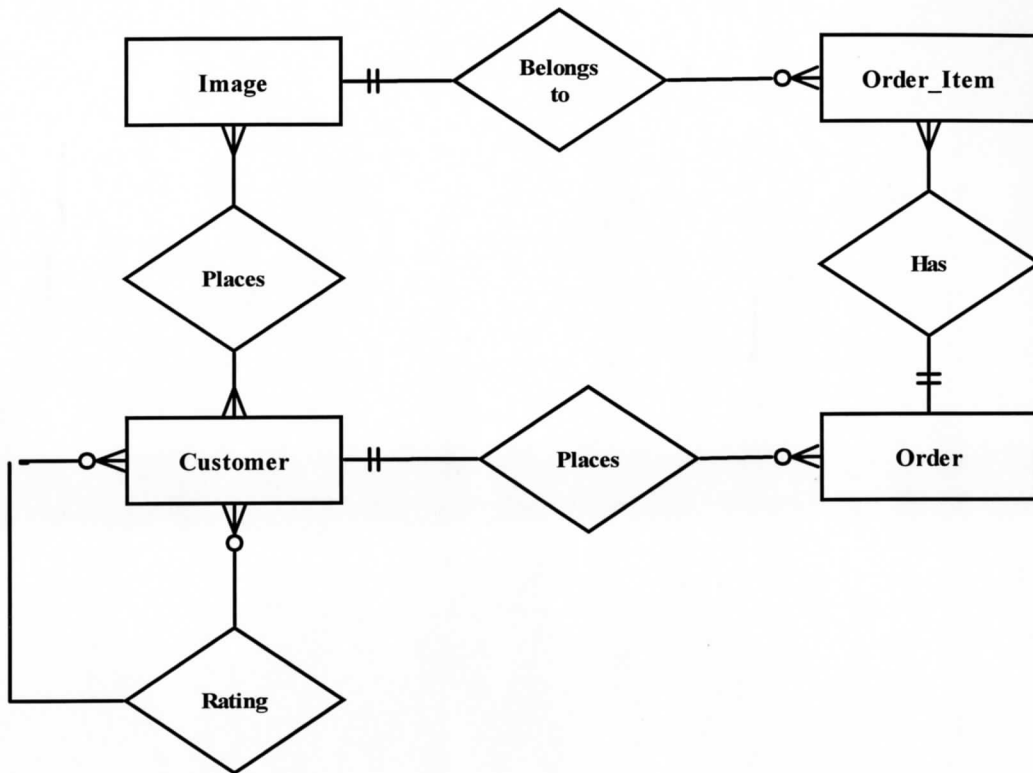 Image
Belongs
to
Order_Item
Places
Has
Customer
Places
Order
Rating